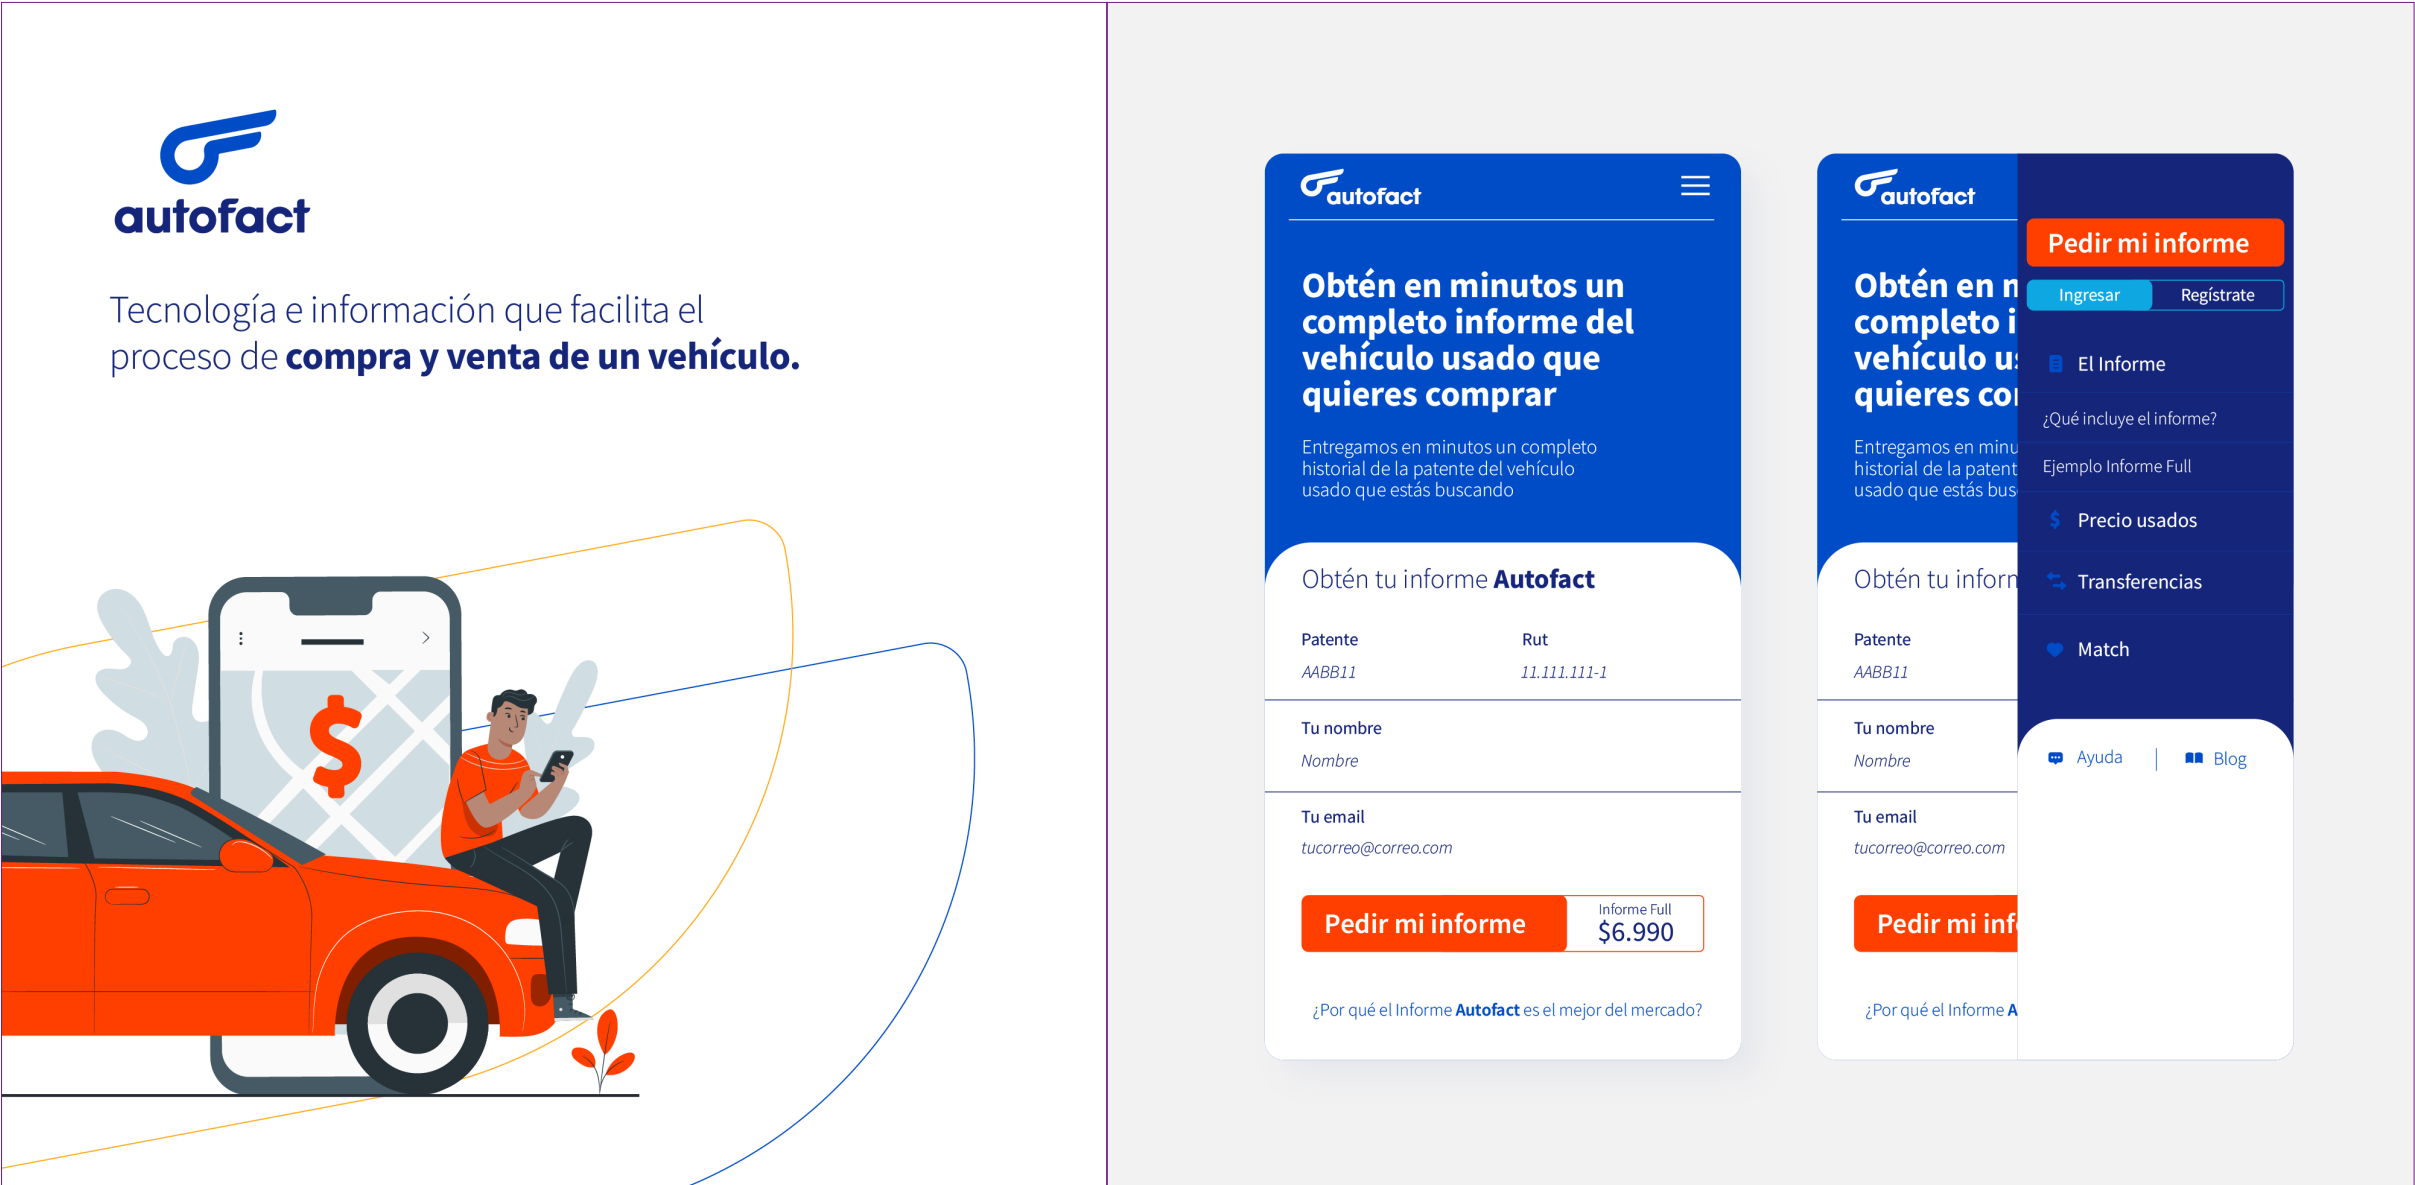 autofact
Tecnología e información que facilita el
proceso de compra y venta de un vehículo.
$
autofact
Obtén en minutos un
completo informe del
vehículo usado que
quieres comprar
Entregamos en minutos un completo
historial de la patente del vehículo
usado que estás buscando
Obtén tu informe Autofact
Patente
Rut
AABB11
11.111.111-1
Tu nombre
Nombre
Tu email
tucorreo@correo.com
Pedir mi informe
Informe Full
$6.990
¿Por qué el Informe Autofact es el mejor del mercado?
autofact
Obtén en
completo i
vehículo u
quieres co
Entregamos en minu
historial de la patent
usado que estás bus
Obtén tu inform
Patente
AABB11
Tu nombre
Nombre
Tu email
tucorreo@correo.com
Pedir mi inf
¿Por qué el Informe A
Pedir mi informe
Ingresar
Regístrate
El Informe
¿Qué incluye el informe?
Ejemplo Informe Full
$ Precio usados
Transferencias
Match
Ayuda
Blog